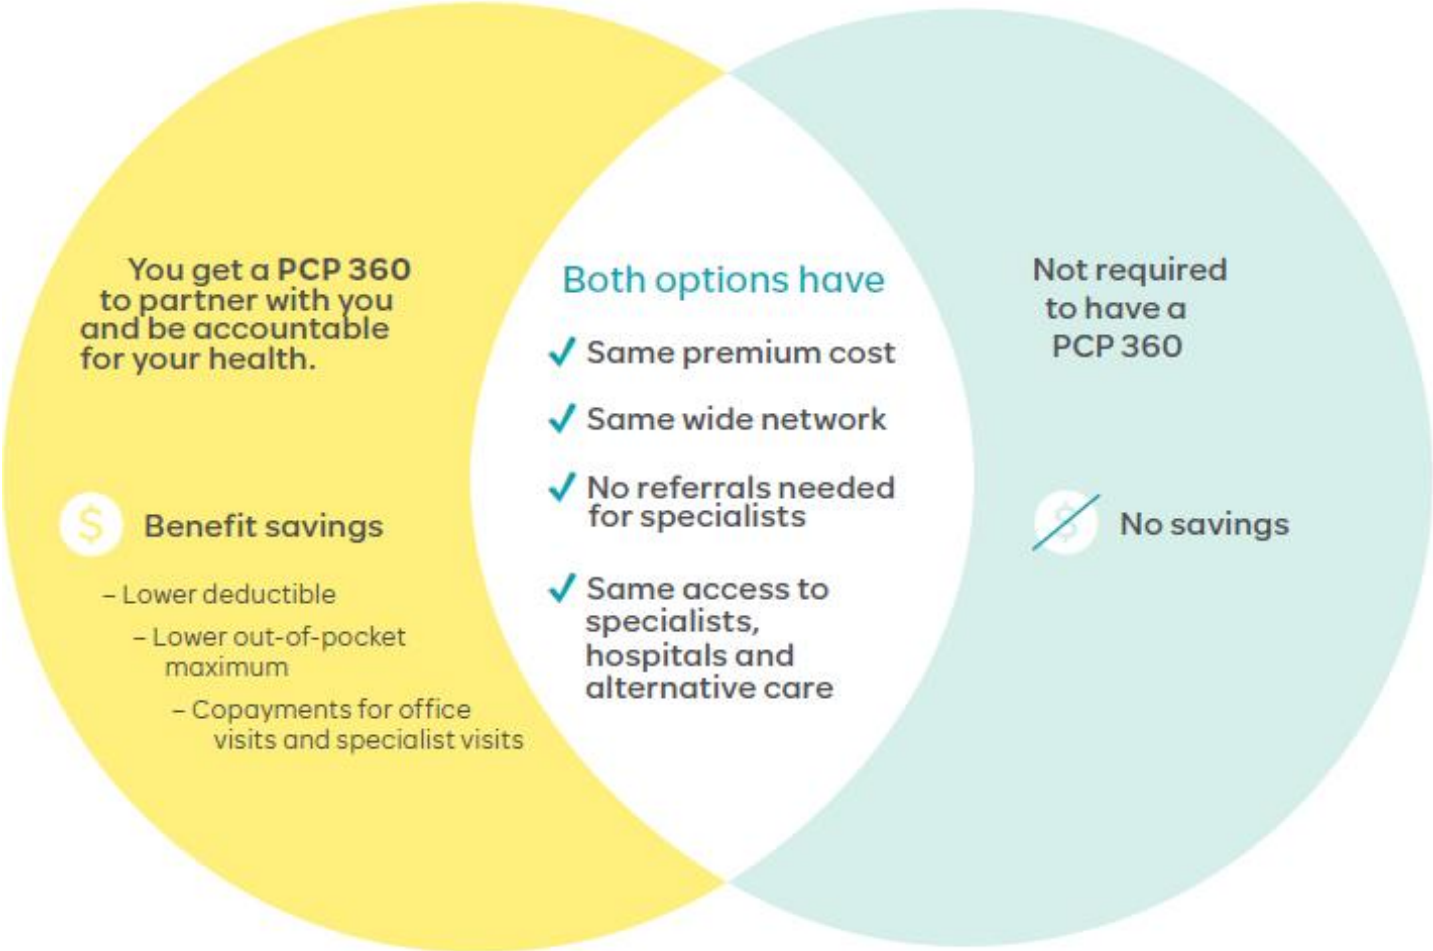 You get a PCP 360
to partner with you
and be accountable
for your health.
$ Benefit savings
– Lower deductible
– Lower out-of-pocket
maximum
– Copayments for office
visits and specialist visits
Both options have
✓ Same premium cost
✓ Same wide network
✓ No referrals needed
for specialists
✓ Same access to
specialists,
hospitals and
alternative care
Not required
to have a
PCP 360
$ No savings